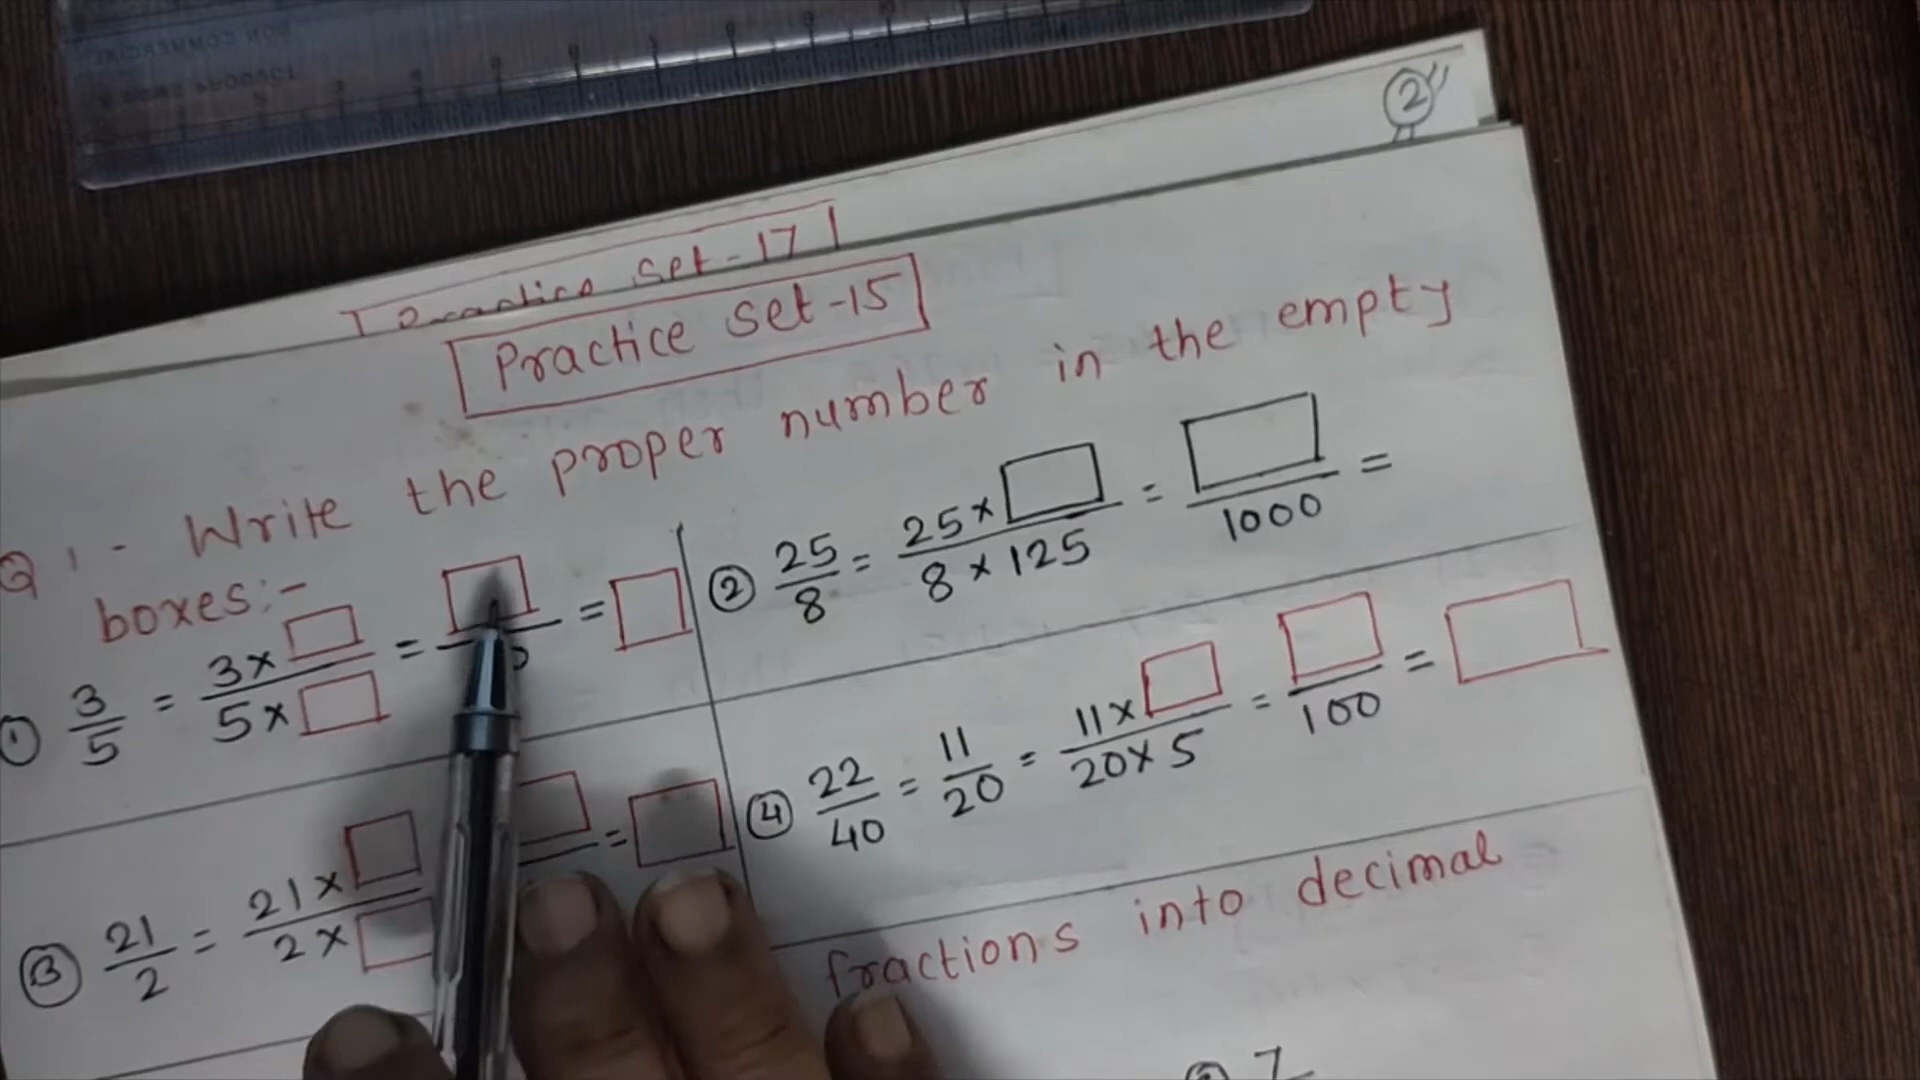 2
Practice Set-17
Practice Set-15
Q1- Write the proper number in the empty
boxes:-
① 3/5 = 3×□/5×□ = □/ = □
② 25/8 = 25×□/8×125 = □/1000 =
③ 21/2 = 21×□/2×□ = □
④ 22/40 = 11/20 = 11×□/20×5 = □/100 = □
fractions into decimal
7